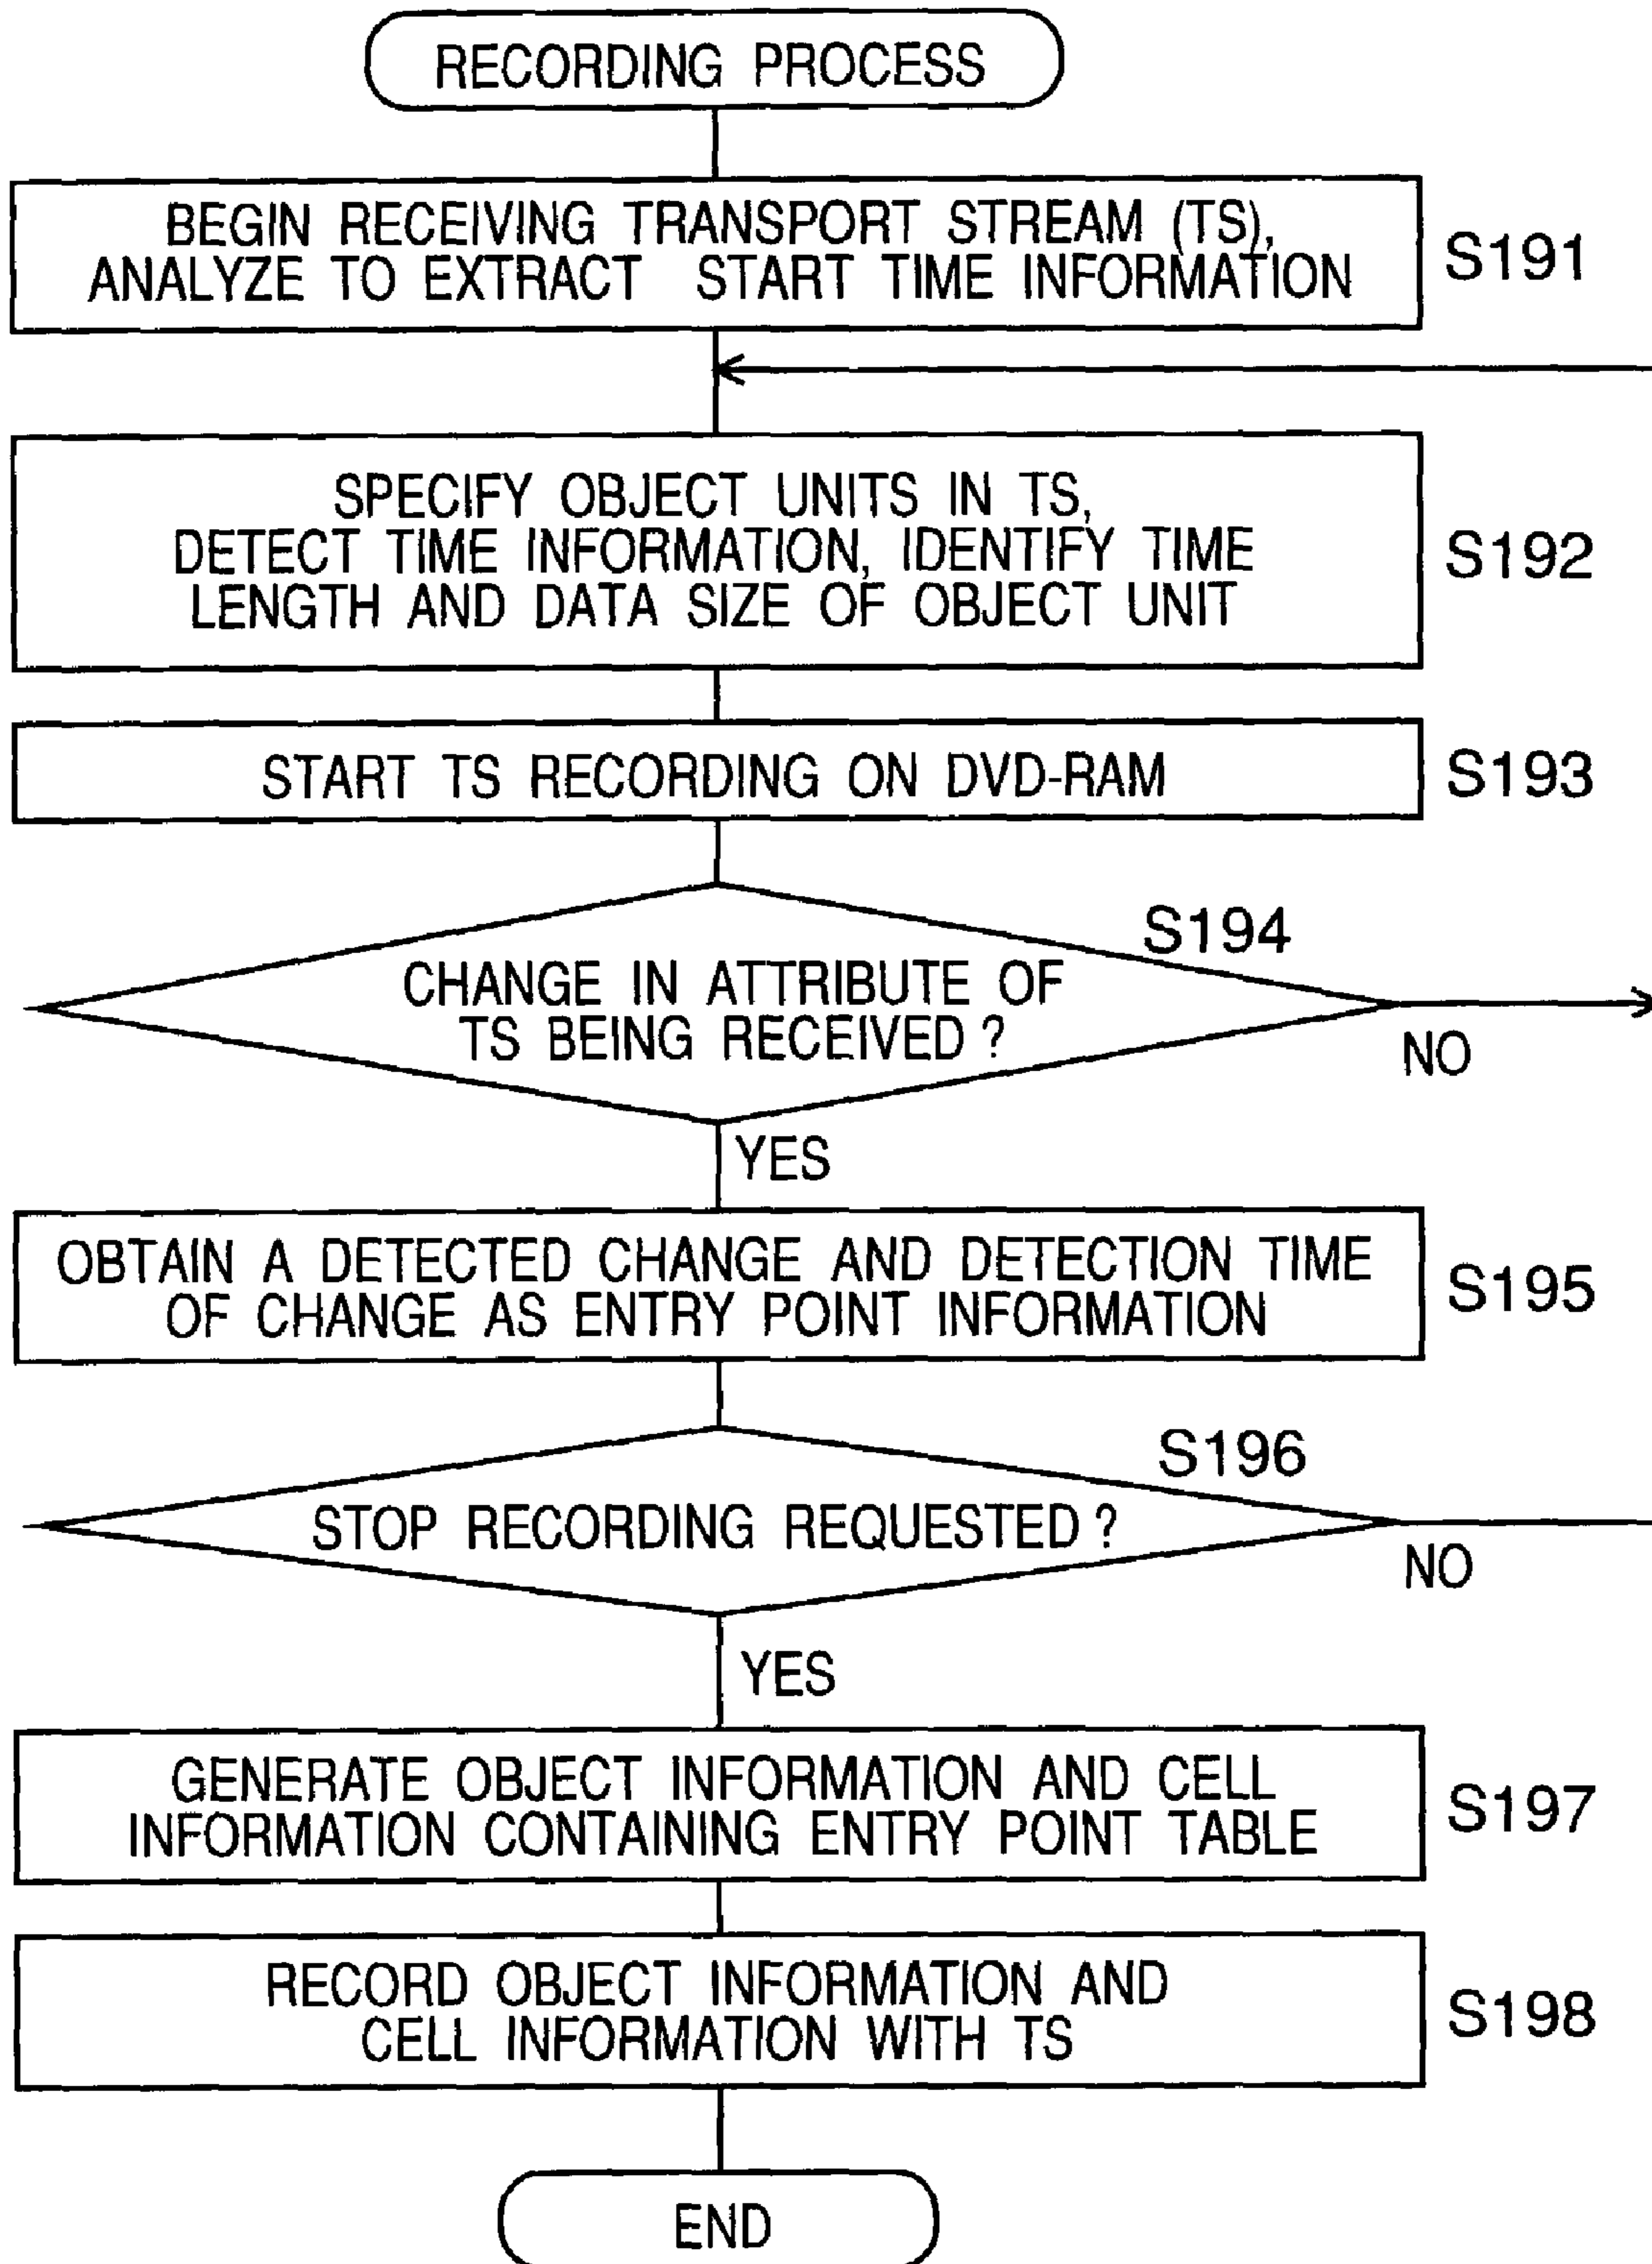 RECORDING PROCESS
BEGIN RECEIVING TRANSPORT STREAM (TS),
ANALYZE TO EXTRACT START TIME INFORMATION
S191
SPECIFY OBJECT UNITS IN TS,
DETECT TIME INFORMATION, IDENTIFY TIME
LENGTH AND DATA SIZE OF OBJECT UNIT
S192
START TS RECORDING ON DVD-RAM
S193
S194
CHANGE IN ATTRIBUTE OF
TS BEING RECEIVED ?
NO
YES
OBTAIN A DETECTED CHANGE AND DETECTION TIME
OF CHANGE AS ENTRY POINT INFORMATION
S195
S196
STOP RECORDING REQUESTED ?
NO
YES
GENERATE OBJECT INFORMATION AND CELL
INFORMATION CONTAINING ENTRY POINT TABLE
S197
RECORD OBJECT INFORMATION AND
CELL INFORMATION WITH TS
S198
END